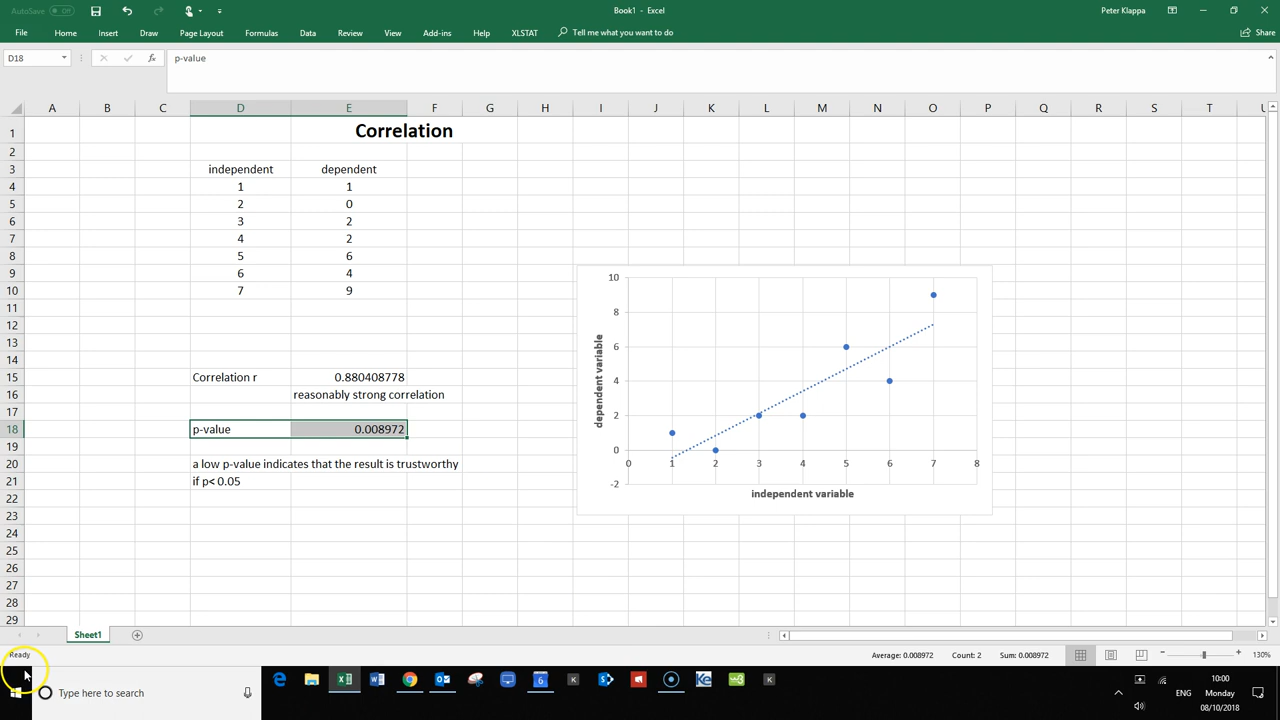 AutoSave Off
Book1 - Excel
Peter Klappa
File Home Insert Draw Page Layout Formulas Data Review View Add-ins Help XLSTAT Tell me what you want to do Share
D18 fx p-value
A B C D E F G H I J K L M N O P Q R S T U
1 Correlation
2
3 independent dependent
4 1 1
5 2 0
6 3 2
7 4 2
8 5 6
9 6 4
10 7 9
11
12
13
14
15 Correlation r 0.880408778
16 reasonably strong correlation
17
18 p-value 0.008972
19
20 a low p-value indicates that the result is trustworthy
21 if p< 0.05
22
23
24
25
26
27
28
29
10
8
6
4
2
0
-2
0 1 2 3 4 5 6 7 8
dependent variable
independent variable
Sheet1
Ready Average: 0.008972 Count: 2 Sum: 0.008972 130%
Type here to search
ENG
10:00
Monday
08/10/2018